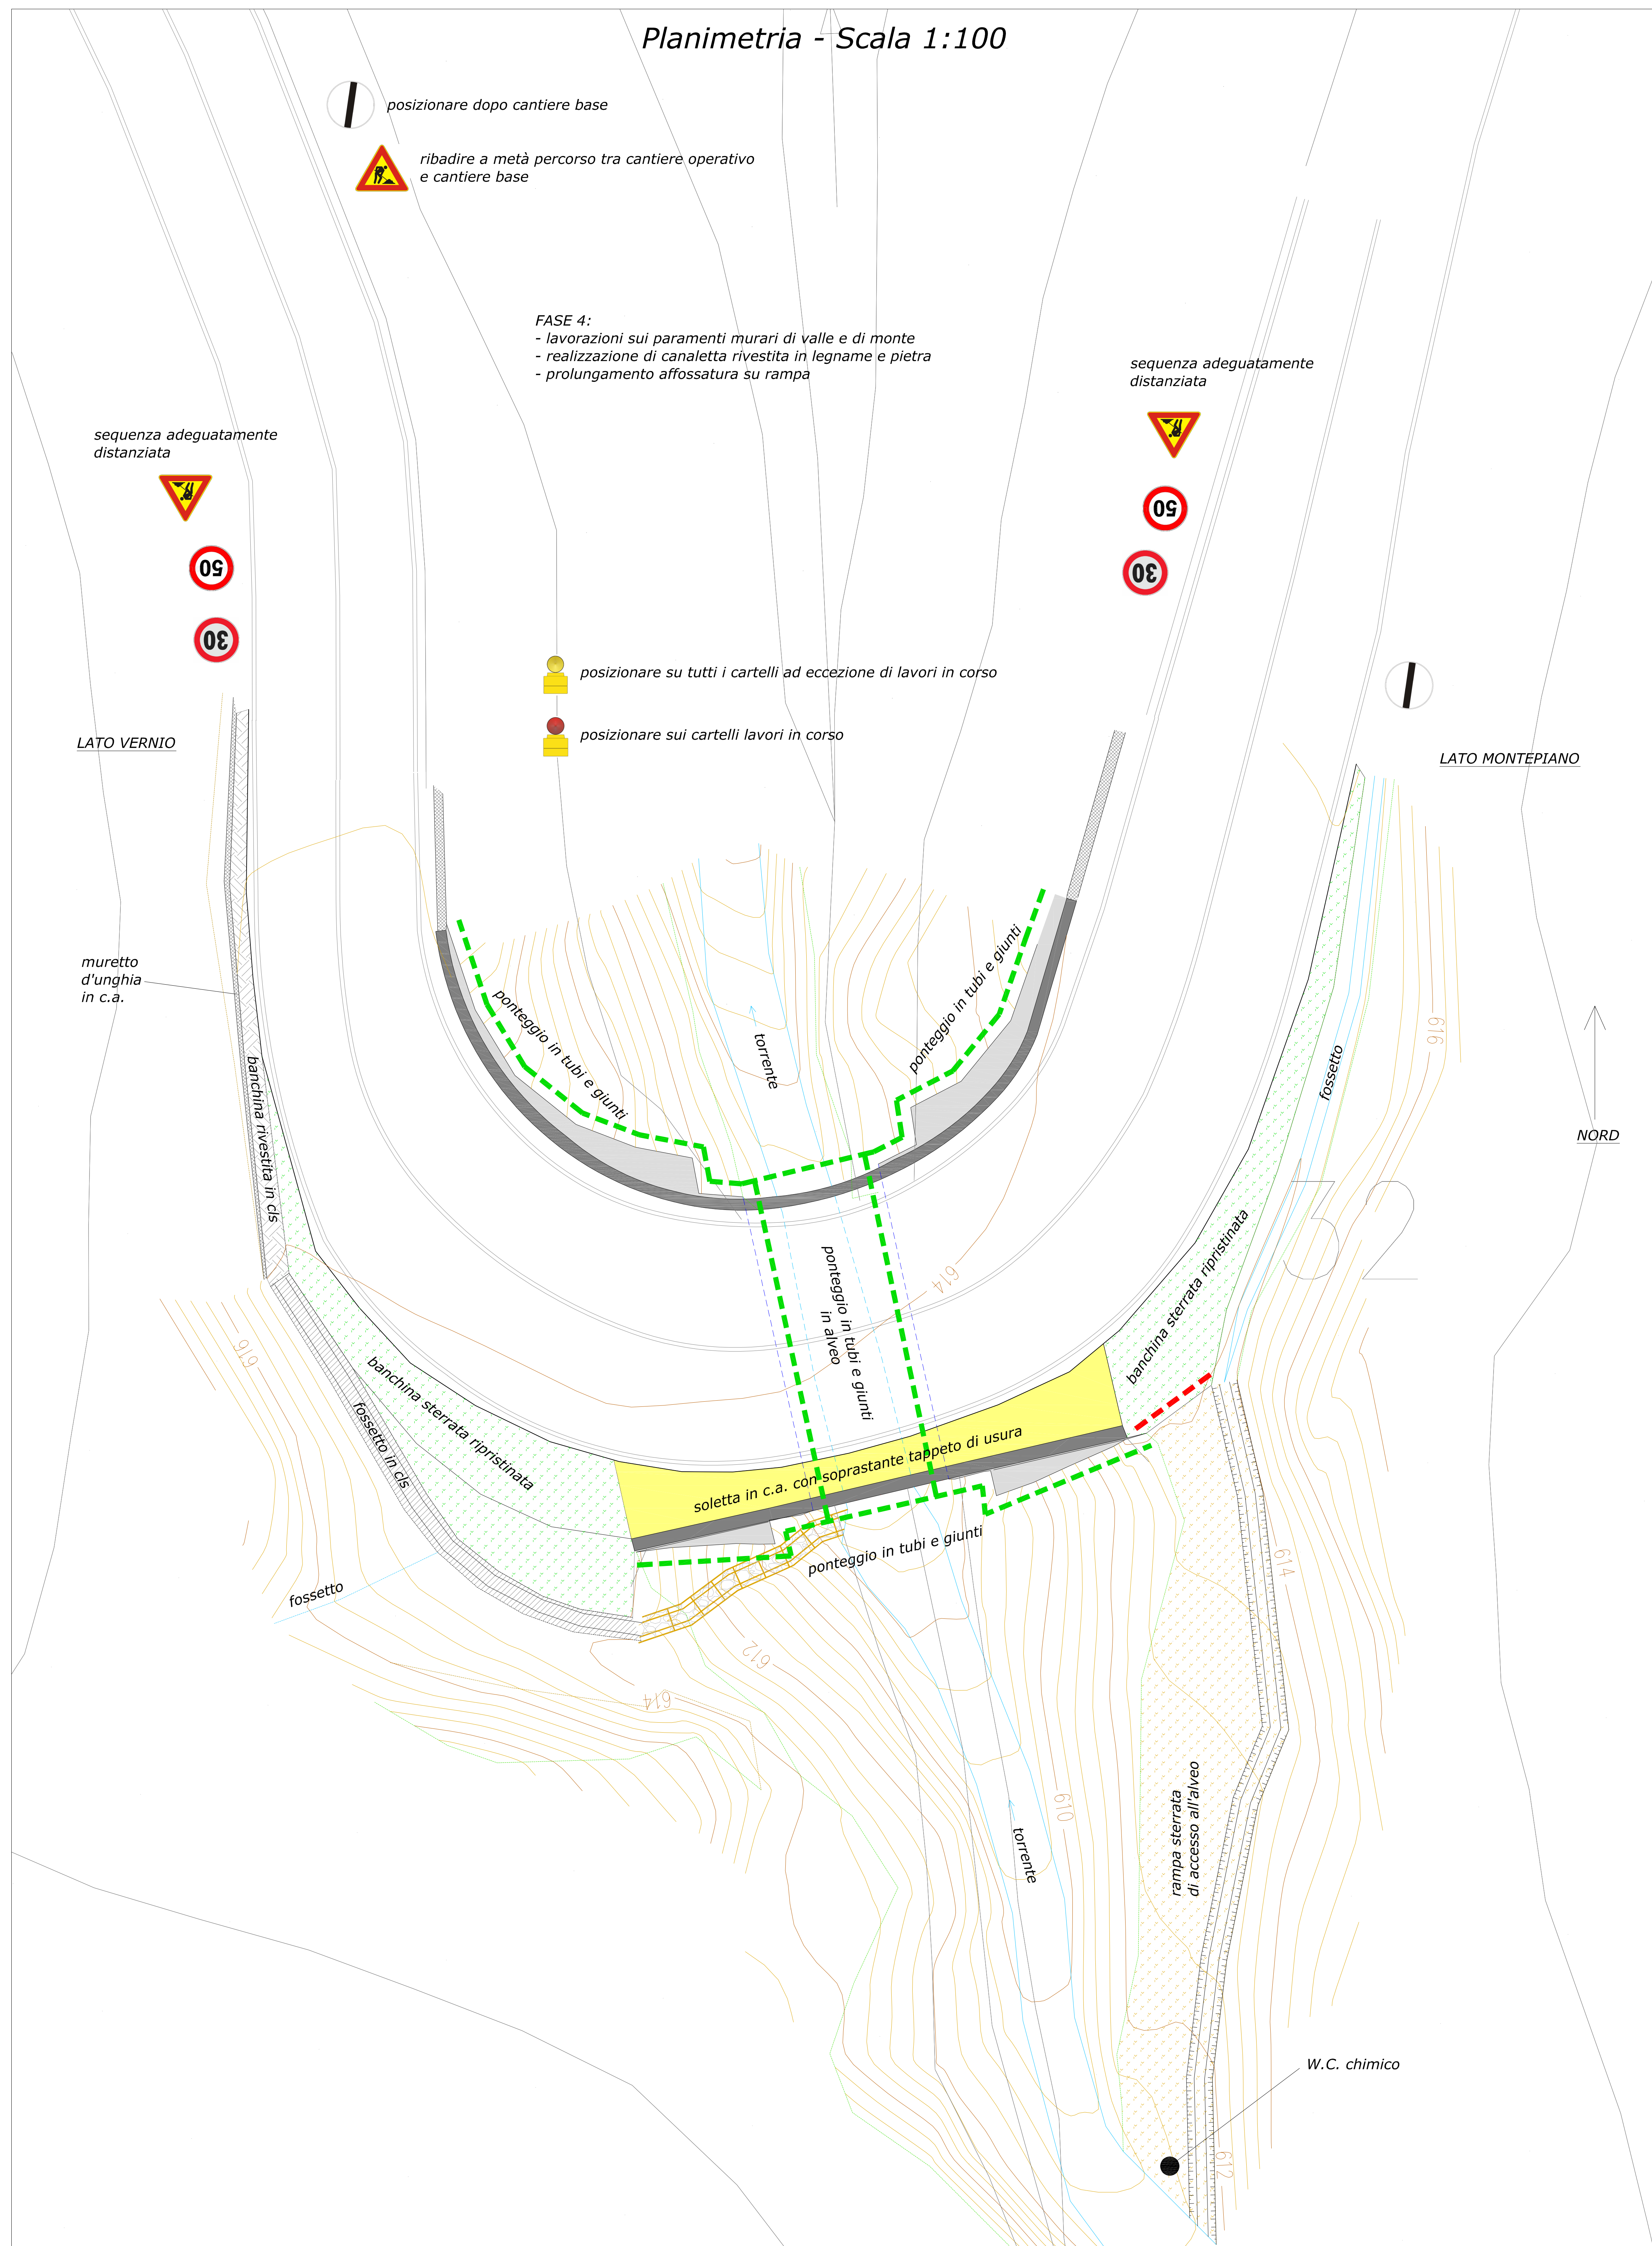 Planimetria - Scala 1:100
posizionare dopo cantiere base
ribadire a metà percorso tra cantiere operativo
e cantiere base
FASE 4:
- lavorazioni sui paramenti murari di valle e di monte
- realizzazione di canaletta rivestita in legname e pietra
- prolungamento affossatura su rampa
sequenza adeguatamente
distanziata
50
30
sequenza adeguatamente
distanziata
50
30
posizionare su tutti i cartelli ad eccezione di lavori in corso
posizionare sui cartelli lavori in corso
LATO VERNIO
LATO MONTEPIANO
muretto
d'unghia
in c.a.
banchina rivestita in cls
ponteggio in tubi e giunti
torrente
ponteggio in tubi e giunti
fossetto
616
NORD
52
614
ponteggio in tubi e giunti
in alveo
banchina sterrata ripristinata
616
banchina sterrata ripristinata
fossetto in cls
soletta in c.a. con soprastante tappeto di usura
ponteggio in tubi e giunti
fossetto
614
612
614
610
torrente
rampa sterrata
di accesso all'alveo
W.C. chimico
612